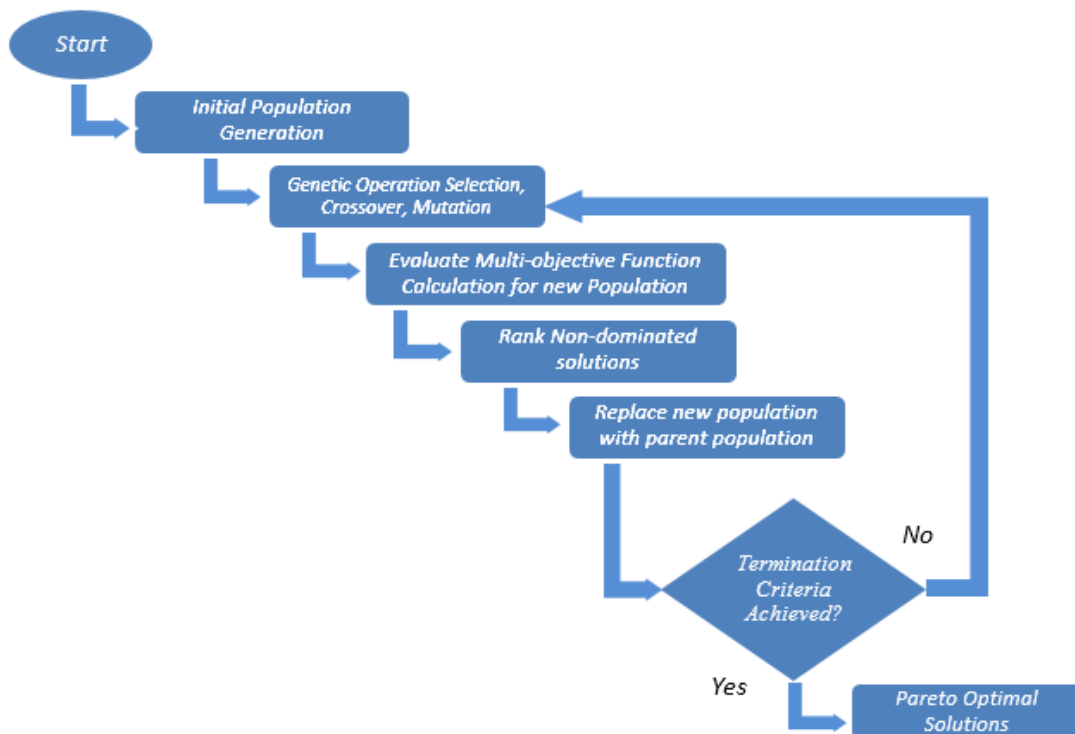 Start
Initial Population
Generation
Genetic Operation Selection,
Crossover, Mutation
Evaluate Multi-objective Function
Calculation for new Population
Rank Non-dominated
solutions
Replace new population
with parent population
No
Termination
Criteria
Achieved?
Yes
Pareto Optimal
Solutions